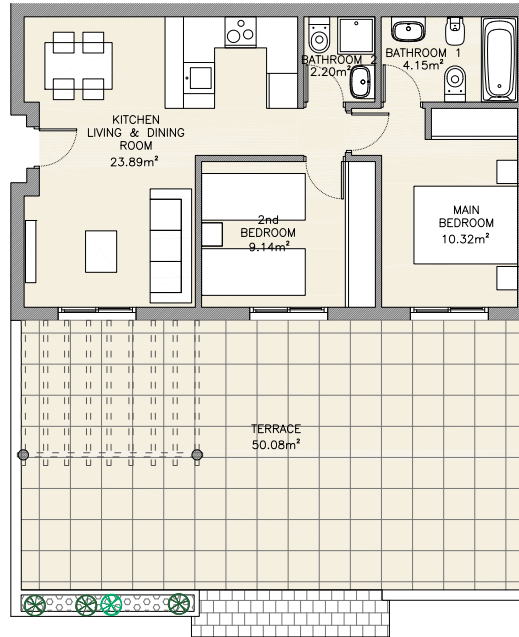 BATHROOM 2
2.20m²
BATHROOM 1
4.15m²
KITCHEN
LIVING & DINING
ROOM
23.89m²
2nd
BEDROOM
9.14m²
MAIN
BEDROOM
10.32m²
TERRACE
50.08m²